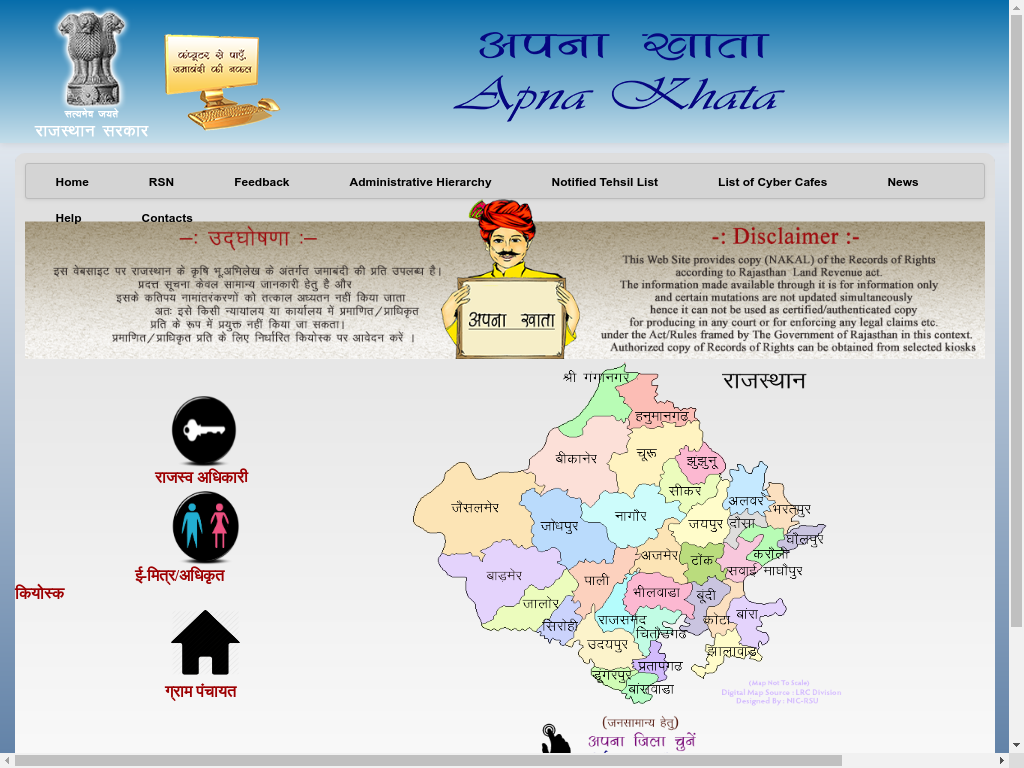 सत्यमेव जयते
राजस्थान सरकार
कंप्यूटर से पाएँ,
जमाबंदी की नकल
अपना खाता
Apna Khata
Home RSN Feedback Administrative Hierarchy Notified Tehsil List List of Cyber Cafes News
Help Contacts
–: उद्घोषणा :–
इस वेबसाइट पर राजस्थान के कृषि भू.अभिलेख के अंतर्गत जमाबंदी की प्रति उपलब्ध है।
प्रदत्त सूचना केवल सामान्य जानकारी हेतु है और
इसके कतिपय नामांतरंकरणों को तत्काल अध्यतन नहीं किया जाता
अतः इसे किसी न्यायालय या कार्यालय में प्रमाणित/प्राधिकृत
प्रति के रूप में प्रयुक्त नहीं किया जा सकता।
प्रमाणित/प्राधिकृत प्रति के लिए निर्धारित कियोस्क पर आवेदन करें ।
अपना खाता
-: Disclaimer :-
This Web Site provides copy (NAKAL) of the Records of Rights
according to Rajasthan Land Revenue act.
The information made available through it is for information only
and certain mutations are not updated simultaneously
hence it can not be used as certified/authenticated copy
for producing in any court or for enforcing any legal claims etc.
under the Act/Rules framed by The Government of Rajasthan in this context.
Authorized copy of Records of Rights can be obtained from selected kiosks
राजस्व अधिकारी
ई-मित्र/अधिकृत
कियोस्क
ग्राम पंचायत
राजस्थान
श्री गंगानगर
हनुमानगढ
बीकानेर
चूरू
झुझुनू
सीकर
अलवर
भरतपुर
जैसलमेर
जोधपुर
नागौर
जयपुर
दौसा
धौलपुर
करौली
अजमेर
टोंक
सवाई माघौपुर
बाड़मेर
पाली
भीलवाडा
बूंदी
जालोर
सिरोही
राजसमंद
चितौडगढ
कोटा
बांरा
उदयपुर
झालावाड
प्रतापगढ
डूंगरपुर
बांसवाडा
(Map Not To Scale)
Digital Map Source : LRC Division
Designed By : NIC-RSU
(जनसामान्य हेतु)
अपना जिला चुनें